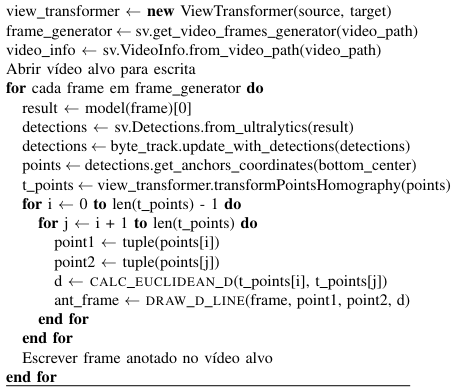 view_transformer ← new ViewTransformer(source, target)
frame_generator ← sv.get_video_frames_generator(video_path)
video_info ← sv.VideoInfo.from_video_path(video_path)
Abrir vídeo alvo para escrita
for cada frame em frame_generator do
result ← model(frame)[0]
detections ← sv.Detections.from_ultralytics(result)
detections ← byte_track.update_with_detections(detections)
points ← detections.get_anchors_coordinates(bottom_center)
t_points ← view_transformer.transformPointsHomography(points)
for i ← 0 to len(t_points) - 1 do
for j ← i + 1 to len(t_points) do
point1 ← tuple(points[i])
point2 ← tuple(points[j])
d ← CALC_EUCLIDEAN_D(t_points[i], t_points[j])
ant_frame ← DRAW_D_LINE(frame, point1, point2, d)
end for
end for
Escrever frame anotado no vídeo alvo
end for